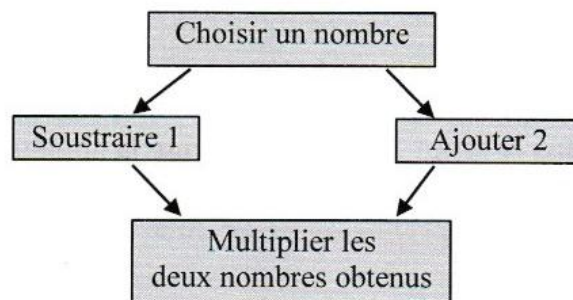 Choisir un nombre
Soustraire 1
Ajouter 2
Multiplier les
deux nombres obtenus